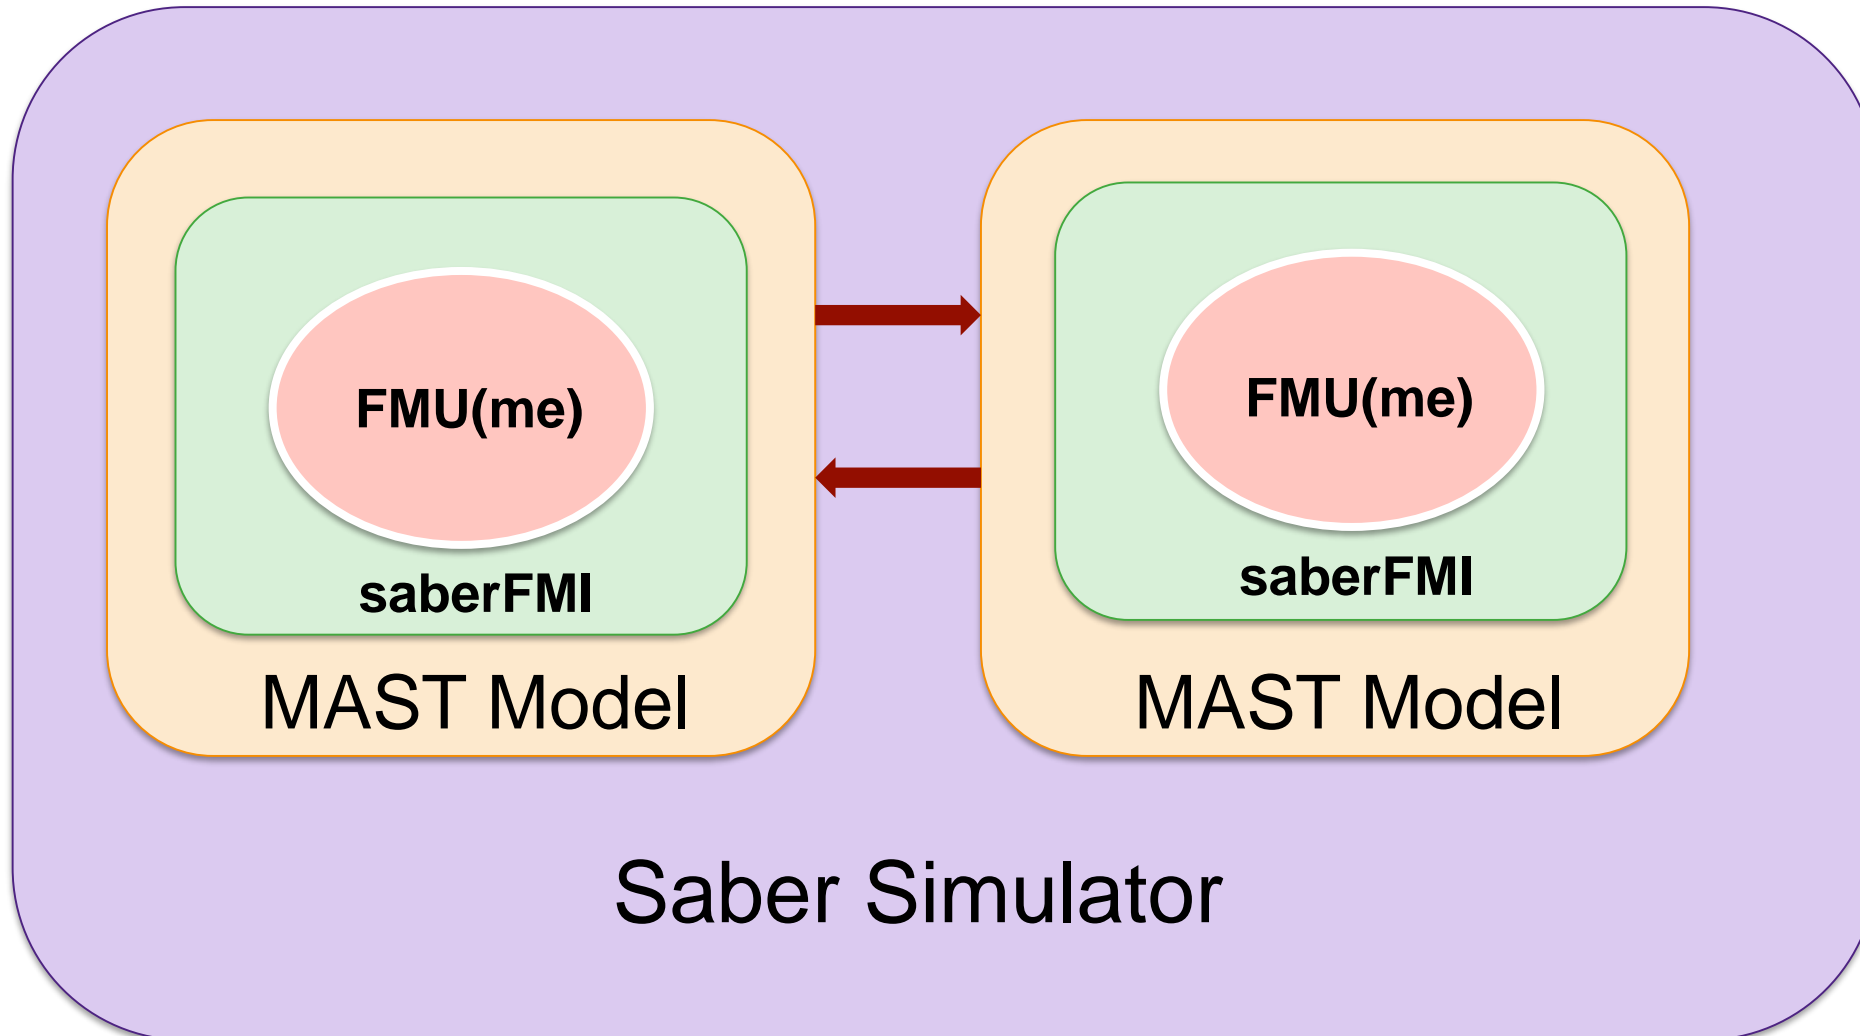 FMU(me)
saberFMI
MAST Model
FMU(me)
saberFMI
MAST Model
Saber Simulator